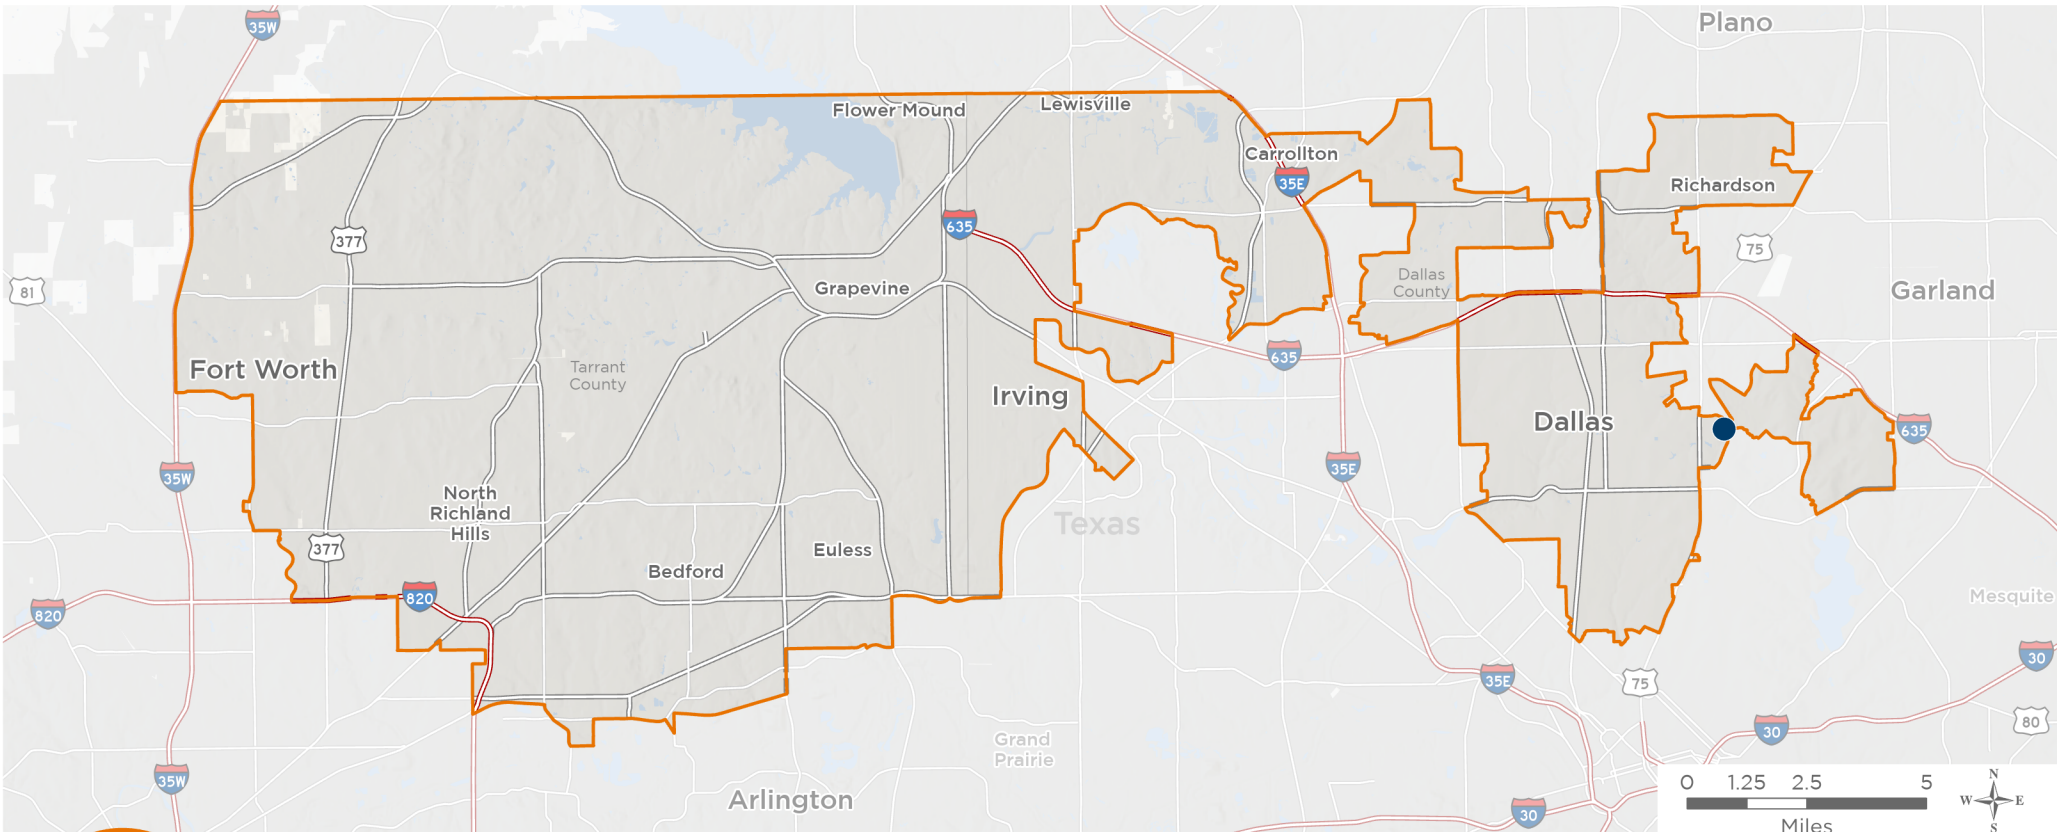 Plano
35W
Flower Mound
Lewisville
Carrollton
35E
Richardson
635
377
75
Dallas
County
Garland
81
Grapevine
635
Fort Worth
Tarrant
County
Irving
Dallas
635
35W
35E
North
Richland
Hills
Texas
377
Euless
Bedford
820
820
Mesquite
30
35E
75
30
80
Grand
Prairie
35W
Arlington
30
0 1.25 2.5 5
Miles
N
W E
S